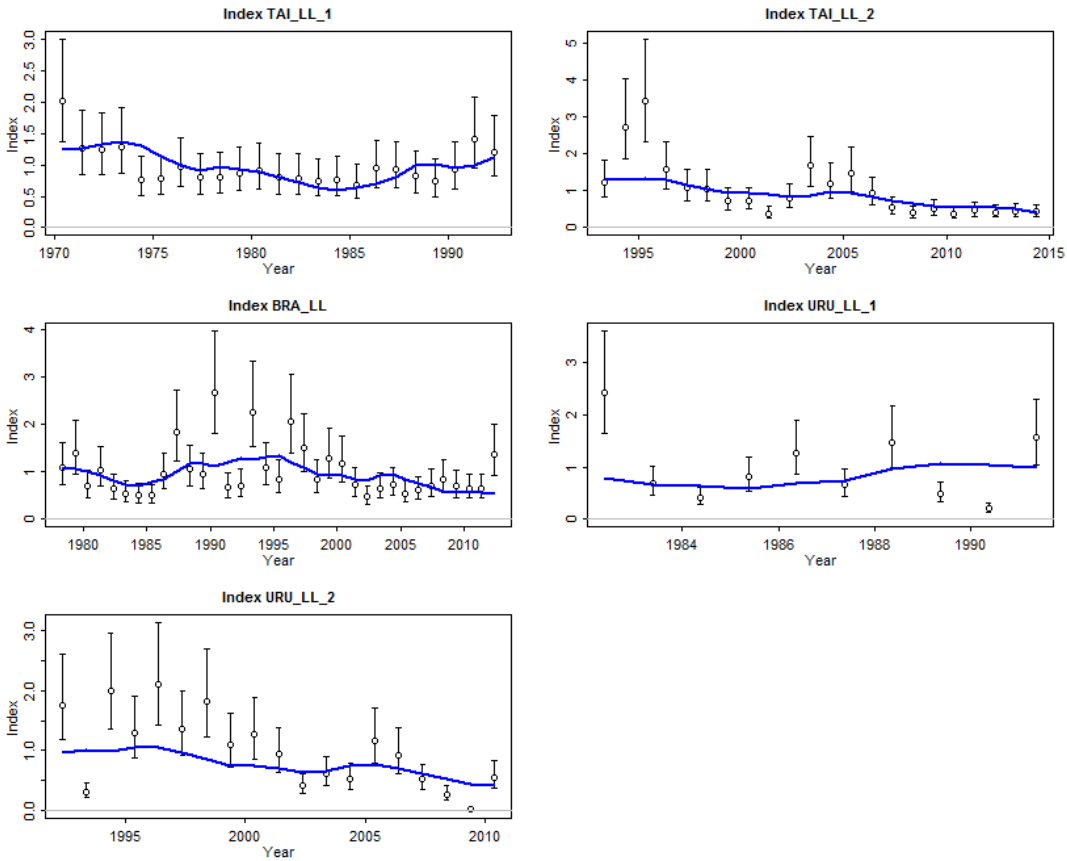 Index TAI_LL_1
Index
3.0
2.5
2.0
1.5
1.0
0.5
0.0
1970 1975 1980 1985 1990
Year
Index TAI_LL_2
Index
5
4
3
2
1
0
1995 2000 2005 2010 2015
Year
Index BRA_LL
Index
4
3
2
1
0
1980 1985 1990 1995 2000 2005 2010
Year
Index URU_LL_1
Index
3
2
1
0
1984 1986 1988 1990
Year
Index URU_LL_2
Index
3.0
2.0
1.0
0.0
1995 2000 2005 2010
Year